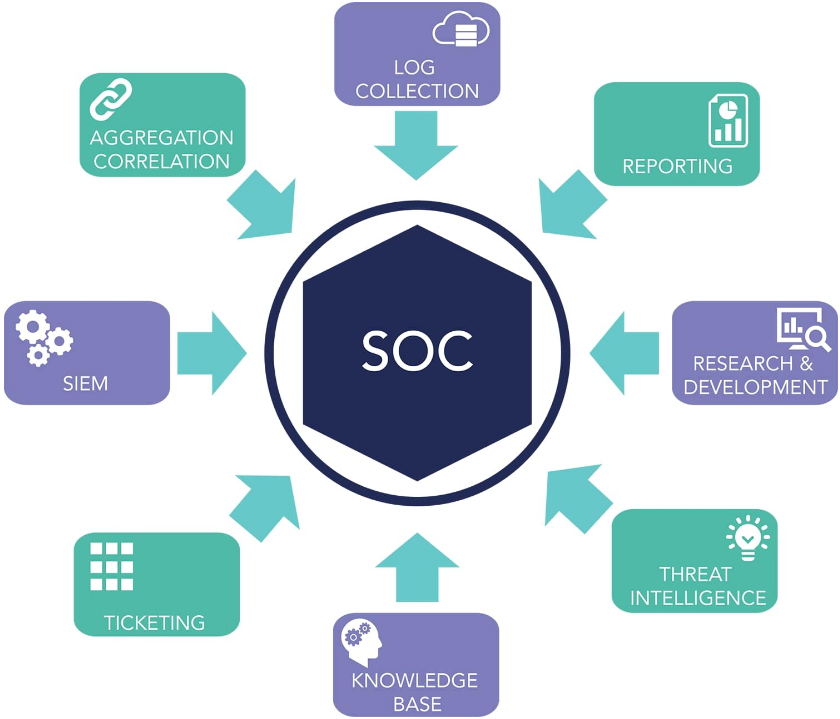 LOG
COLLECTION
AGGREGATION
CORRELATION
REPORTING
SIEM
SOC
RESEARCH &
DEVELOPMENT
TICKETING
THREAT
INTELLIGENCE
KNOWLEDGE
BASE